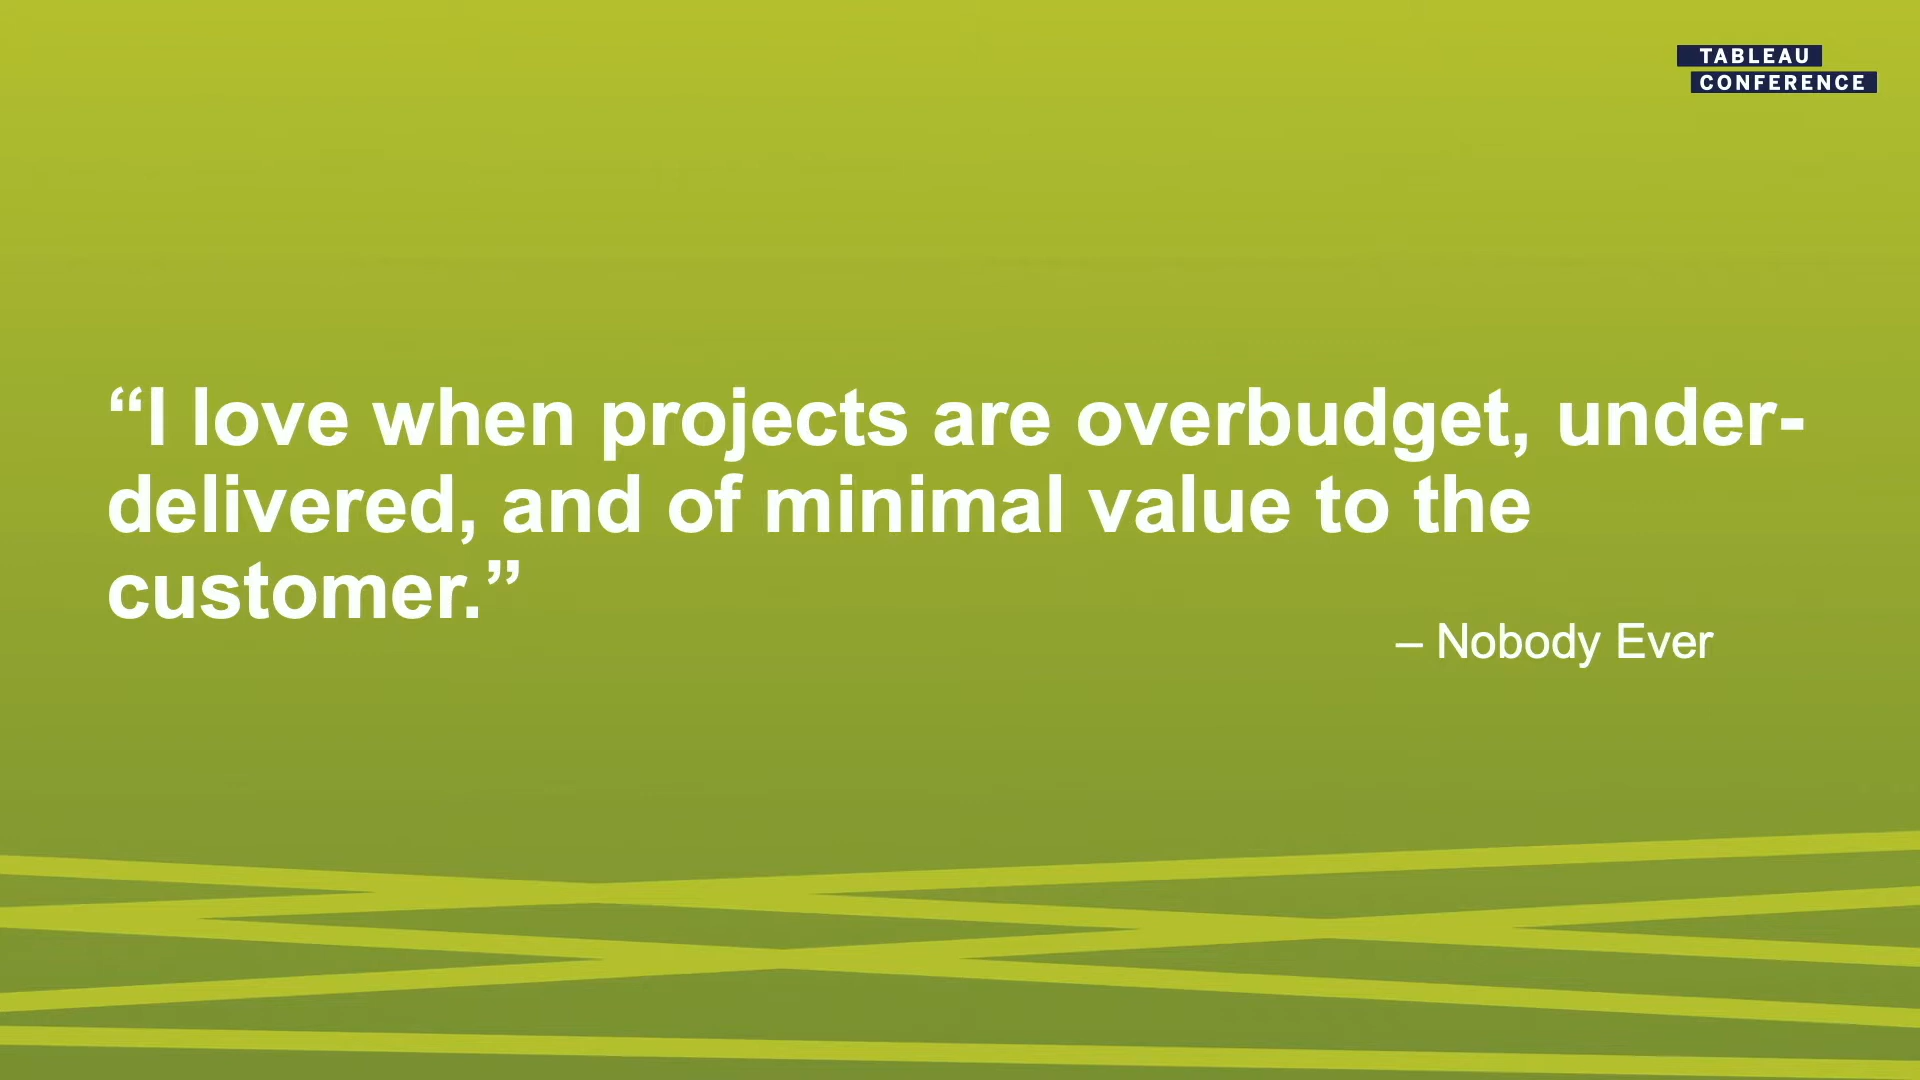 TABLEAU
CONFERENCE
“I love when projects are overbudget, under-
delivered, and of minimal value to the
customer.”
– Nobody Ever